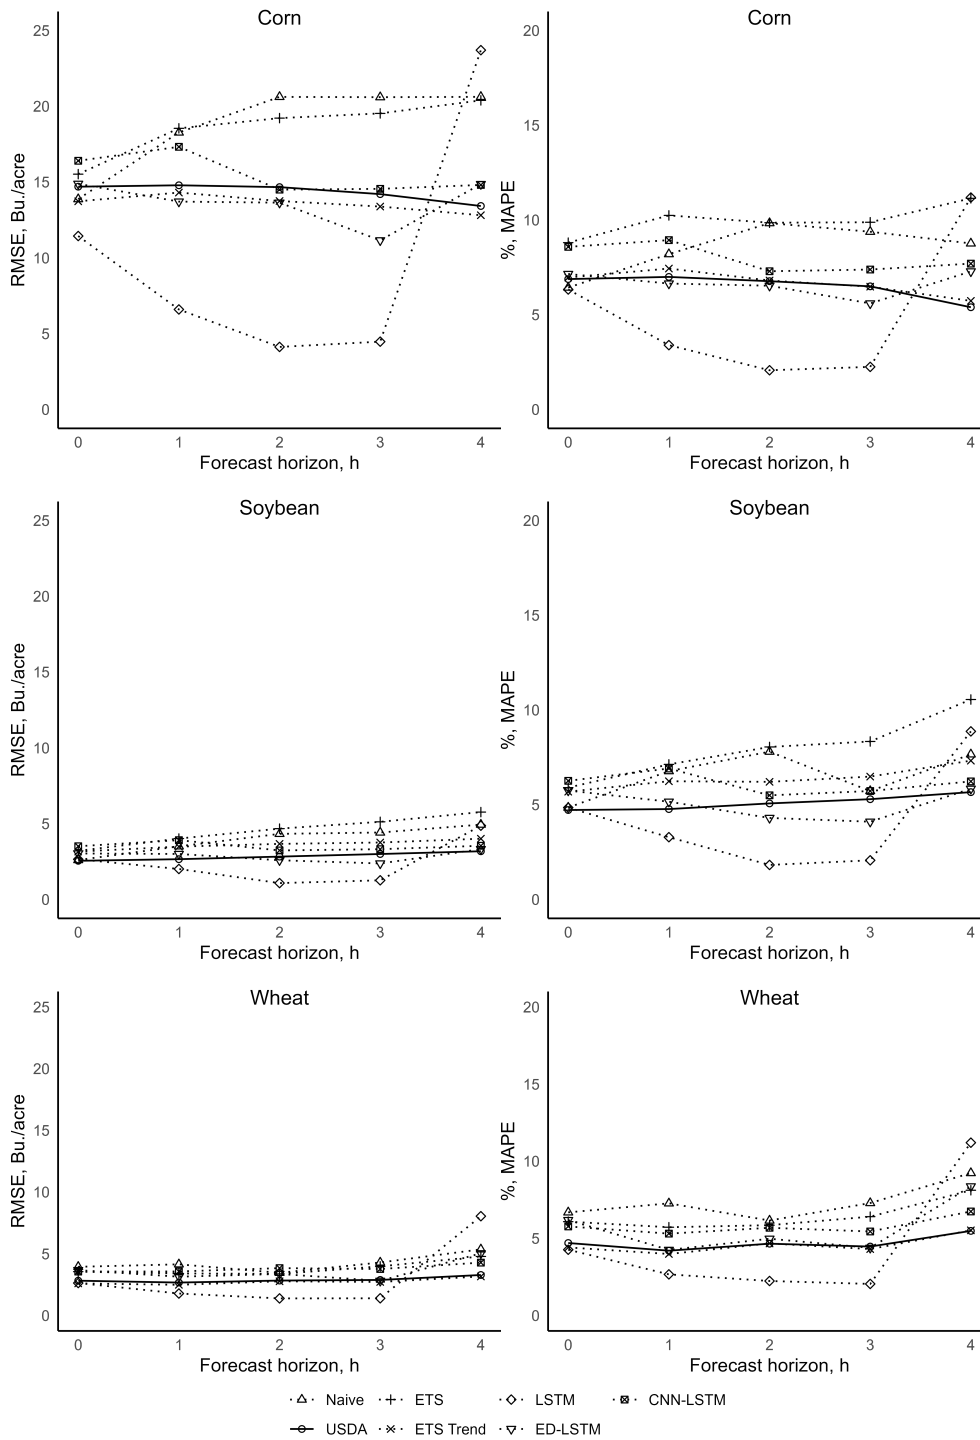 Corn
RMSE, Bu./acre
25
20
15
10
5
0
0 1 2 3 4
Forecast horizon, h
Corn
%, MAPE
20
15
10
5
0
0 1 2 3 4
Forecast horizon, h
Soybean
RMSE, Bu./acre
25
20
15
10
5
0
0 1 2 3 4
Forecast horizon, h
Soybean
%, MAPE
20
15
10
5
0
0 1 2 3 4
Forecast horizon, h
Wheat
RMSE, Bu./acre
25
20
15
10
5
0
0 1 2 3 4
Forecast horizon, h
Wheat
%, MAPE
20
15
10
5
0
0 1 2 3 4
Forecast horizon, h
Naive ETS LSTM CNN-LSTM
USDA ETS Trend ED-LSTM